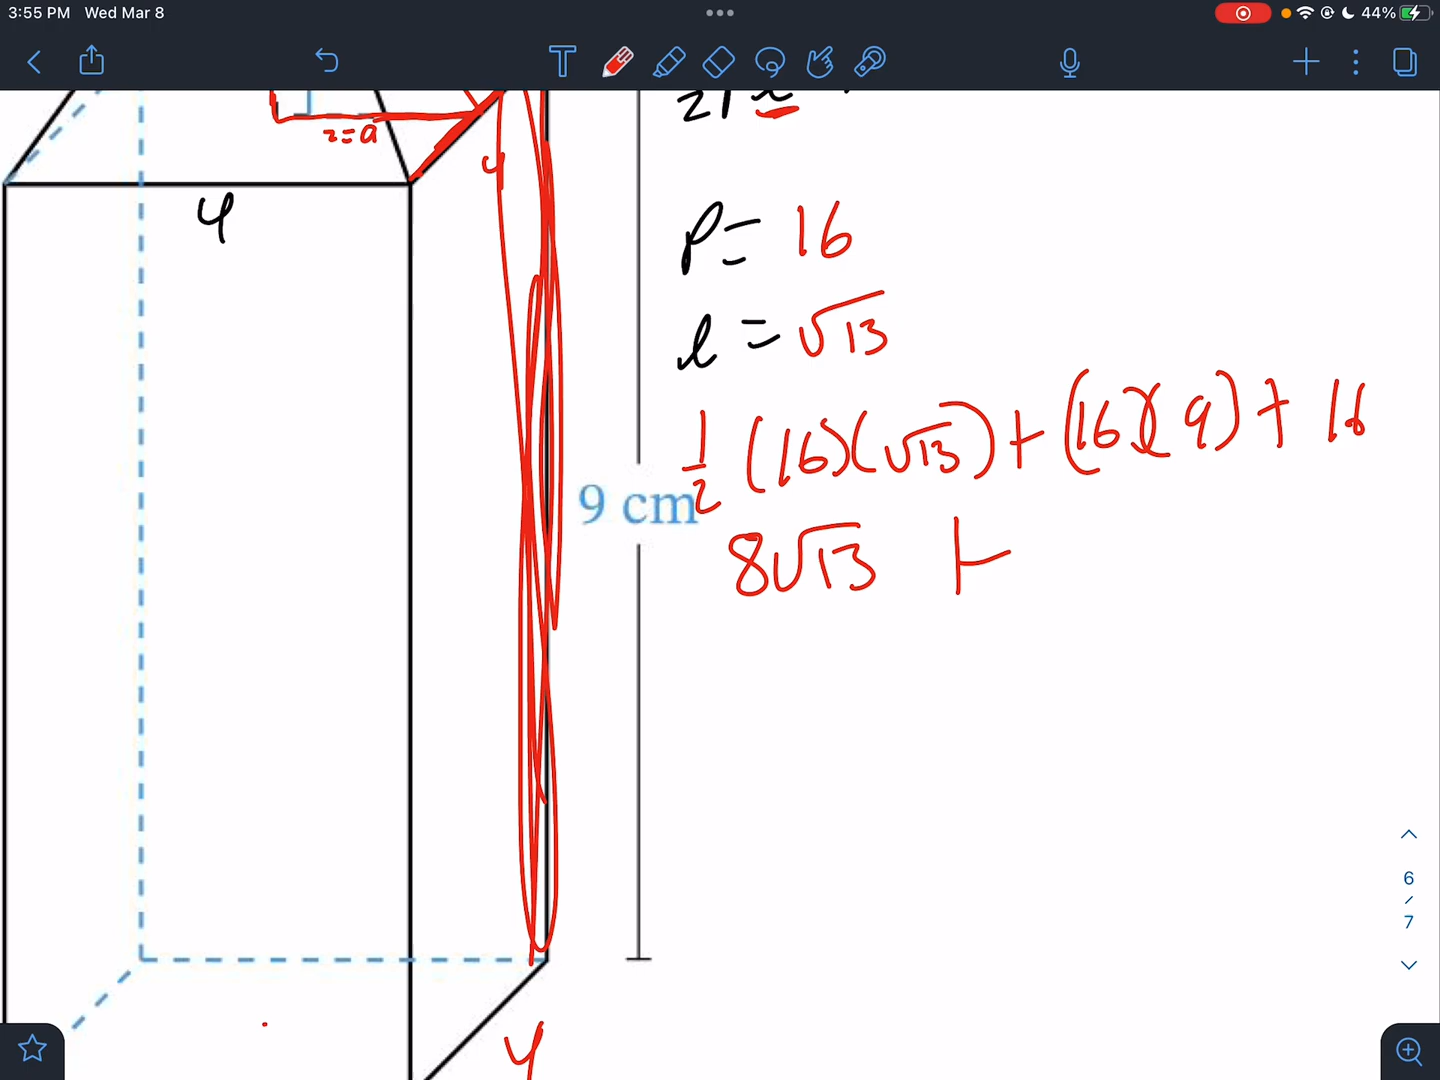 3:55 PM Wed Mar 8
44%
T
2=a
4
4
P= 16
l = √13
1/2 (16)(√13) + (16)(9) + 16
9 cm
8√13 +
6
/
7
4